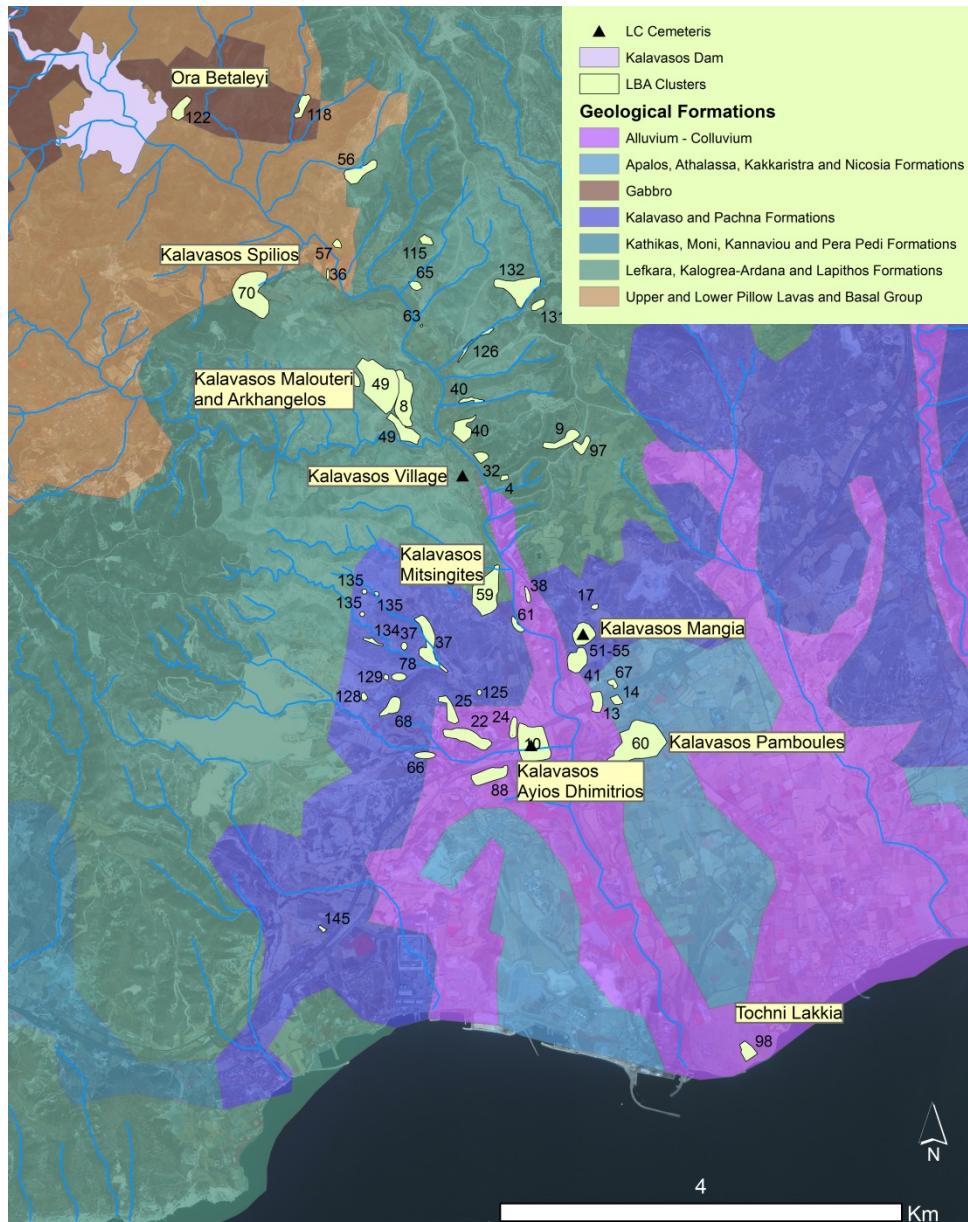 LC Cemeteris
Kalavasos Dam
LBA Clusters
Geological Formations
Alluvium - Colluvium
Apalos, Athalassa, Kakkaristra and Nicosia Formations
Gabbro
Kalavaso and Pachna Formations
Kathikas, Moni, Kannaviou and Pera Pedi Formations
Lefkara, Kalogrea-Ardana and Lapithos Formations
Upper and Lower Pillow Lavas and Basal Group
Ora Betaleyi
122
118
56
57
115
Kalavasos Spilios
36
65
132
70
63
131
126
Kalavasos Malouteri
and Arkhangelos
49
8
40
49
40
9
97
Kalavasos Village
32
4
Kalavasos
Mitsingites
59
38
135
135
135
17
61
Kalavasos Mangia
134
37
37
51-55
78
41
67
129
128
125
14
13
68
25
24
22
10
60
Kalavasos Pamboules
66
88
Kalavasos
Ayios Dhimitrios
145
Tochni Lakkia
98
N
4
Km